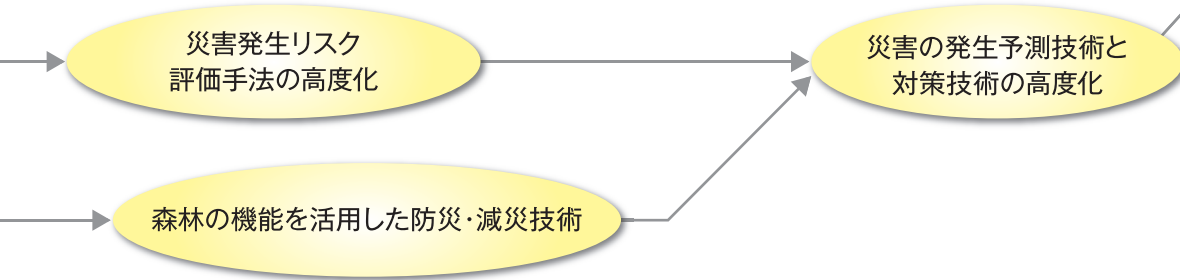 災害発生リスク
評価手法の高度化
災害の発生予測技術と
対策技術の高度化
森林の機能を活用した防災・減災技術